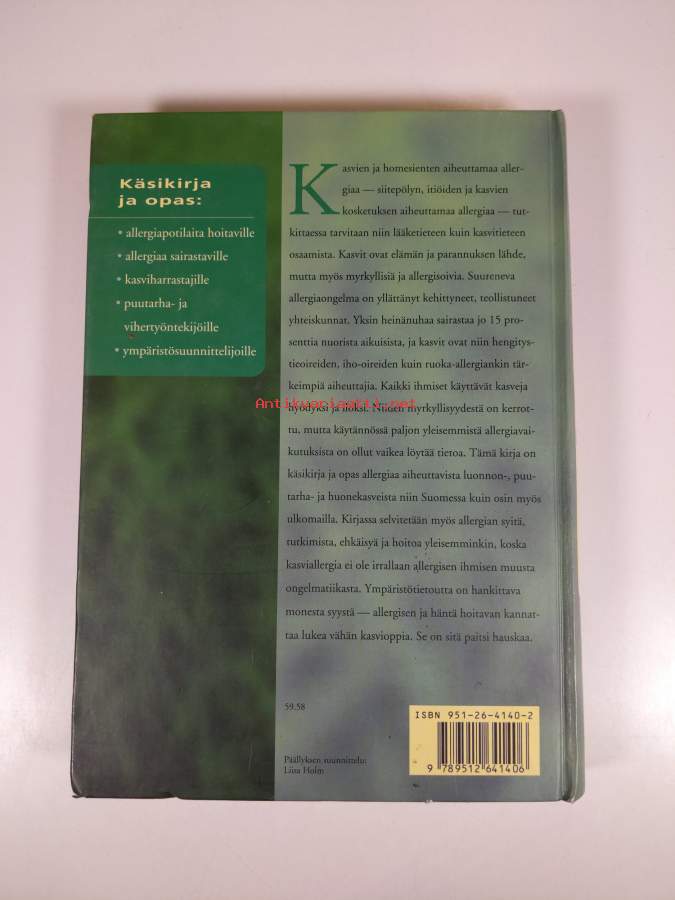 Käsikirja
ja opas:
• allergiapotilaita hoitaville
• allergiaa sairastaville
• kasviharrastajille
• puutarha- ja
vihertyöntekijöille
• ympäristösuunnittelijoille
Kasvien ja homesienten aiheuttamaa aller-
giaa — siitepölyn, itiöiden ja kasvien
kosketuksen aiheuttamaa allergiaa — tut-
kittaessa tarvitaan niin lääketieteen kuin kasvitieteen
osaamista. Kasvit ovat elämän ja parannuksen lähde,
mutta myös myrkyllisiä ja allergisoivia. Suureneva
allergiaongelma on yllättänyt kehittyneet, teollistuneet
yhteiskunnat. Yksin heinänuhaa sairastaa jo 15 pro-
senttia nuorista aikuisista, ja kasvit ovat niin hengitys-
tieoireiden, iho-oireiden kuin ruoka-allergiankin tär-
keimpiä aiheuttajia. Kaikki ihmiset käyttävät kasveja
Antikvariaatti.net
hyödyksi ja iloksi. Niiden myrkyllisyydestä on kerrot-
tu, mutta käytännössä paljon yleisemmistä allergiavai-
kutuksista on ollut vaikea löytää tietoa. Tämä kirja on
käsikirja ja opas allergiaa aiheuttavista luonnon-, puu-
tarha- ja huonekasveista niin Suomessa kuin osin myös
ulkomailla. Kirjassa selvitetään myös allergian syitä,
tutkimista, ehkäisyä ja hoitoa yleisemminkin, koska
kasviallergia ei ole irrallaan allergisen ihmisen muusta
ongelmatiikasta. Ympäristötietoutta on hankittava
monesta syystä — allergisen ja häntä hoitavan kannat-
taa lukea vähän kasvioppia. Se on sitä paitsi hauskaa.
59.58
Päällyksen suunnittelu:
Liisa Holm
ISBN 951-26-4140-2
9 789512 641406